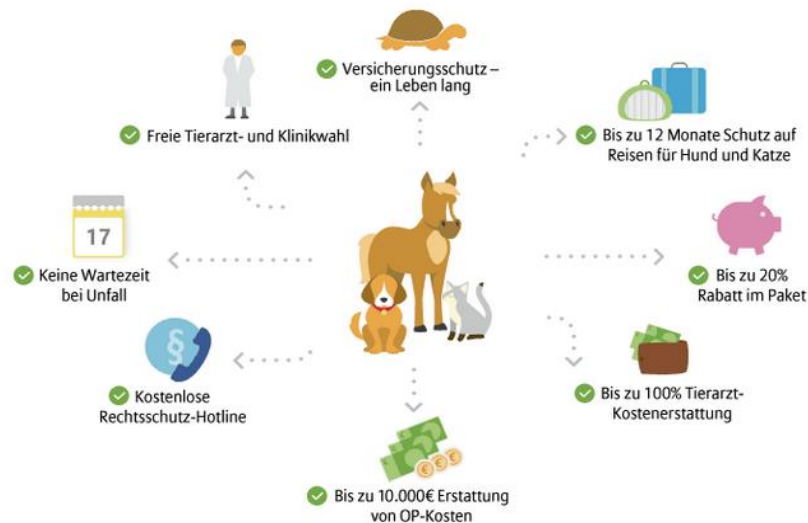 Versicherungsschutz –
ein Leben lang
Freie Tierarzt- und Klinikwahl
Bis zu 12 Monate Schutz auf
Reisen für Hund und Katze
17
Keine Wartezeit
bei Unfall
Bis zu 20%
Rabatt im Paket
§
Kostenlose
Rechtsschutz-Hotline
Bis zu 100% Tierarzt-
Kostenerstattung
€ € €
Bis zu 10.000€ Erstattung
von OP-Kosten